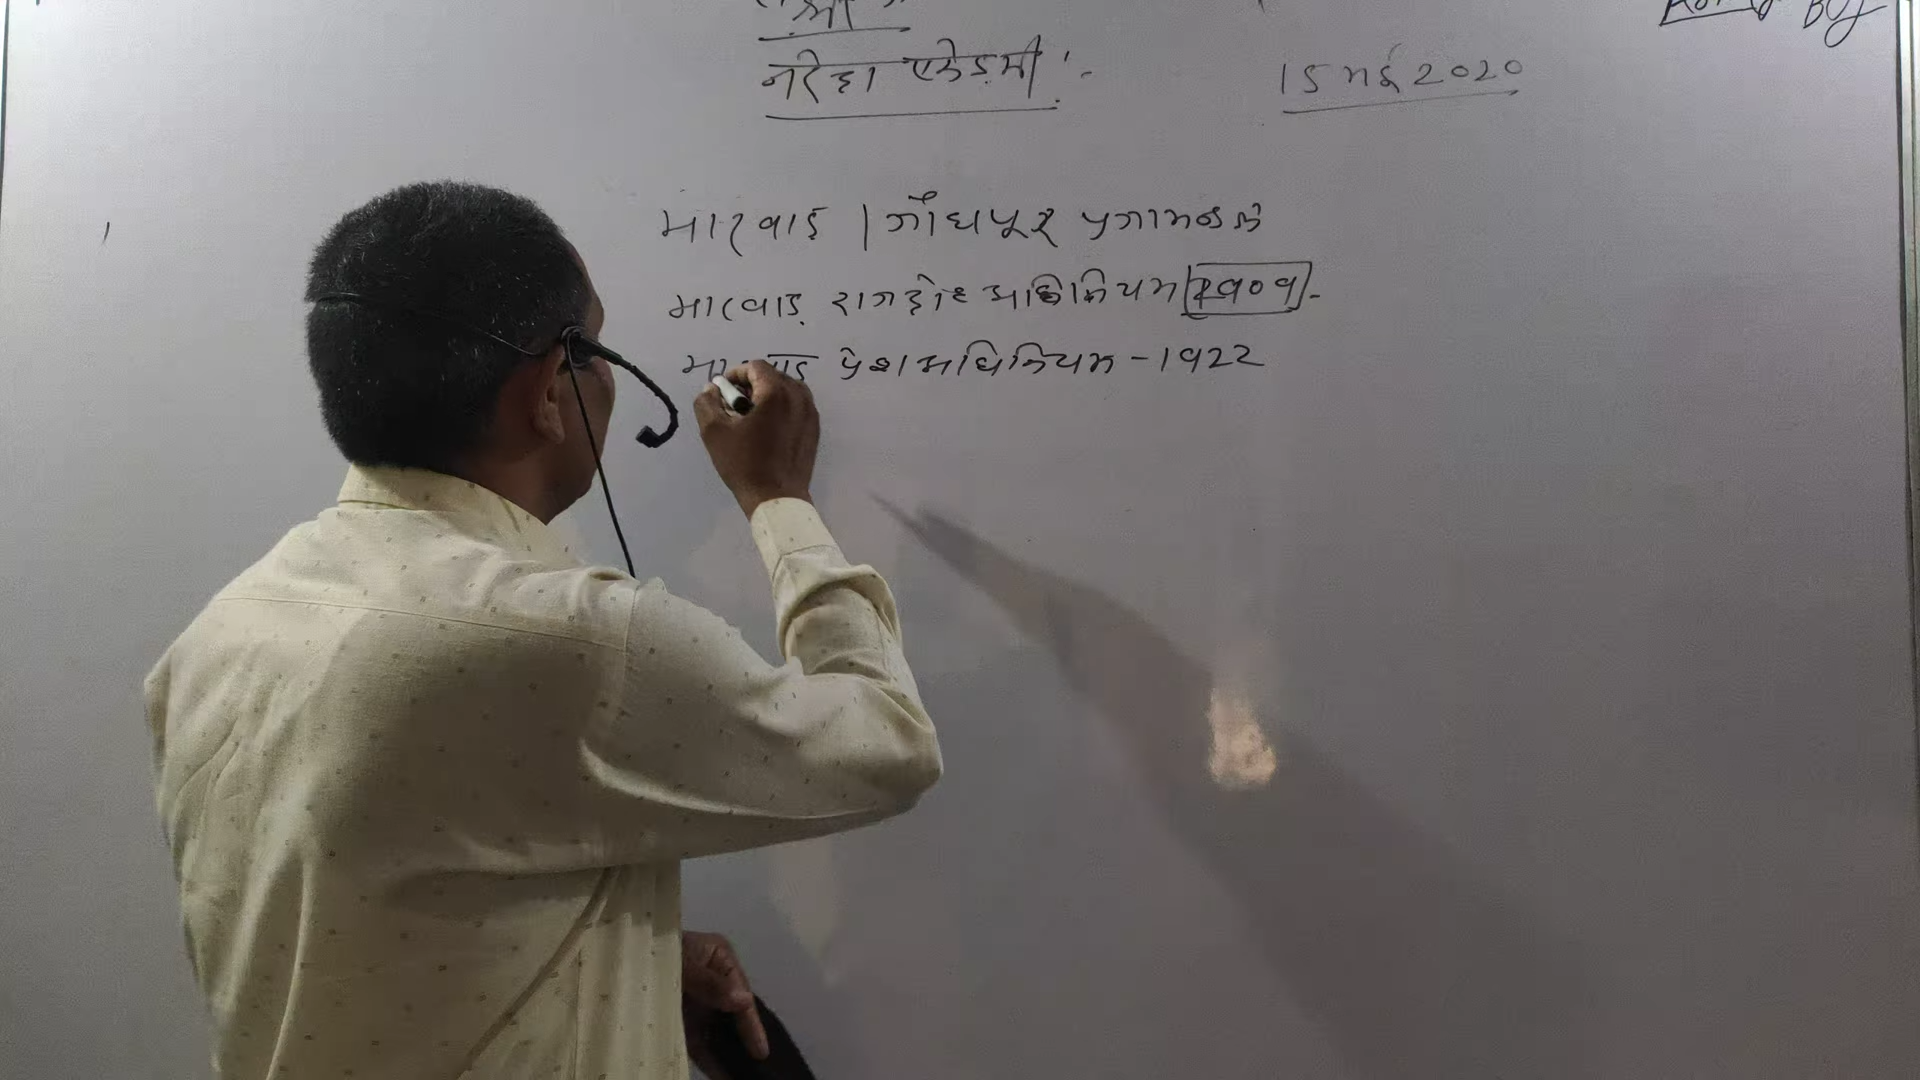 श्री
नरेश एकेडमी :-
15 मई 2020
मारवाड़ | जोधपुर प्रजामण्डल
मारवाड़ राजद्रोह अधिनियम 1909 -
मारवाड़ प्रेश अधिनियम - 1922